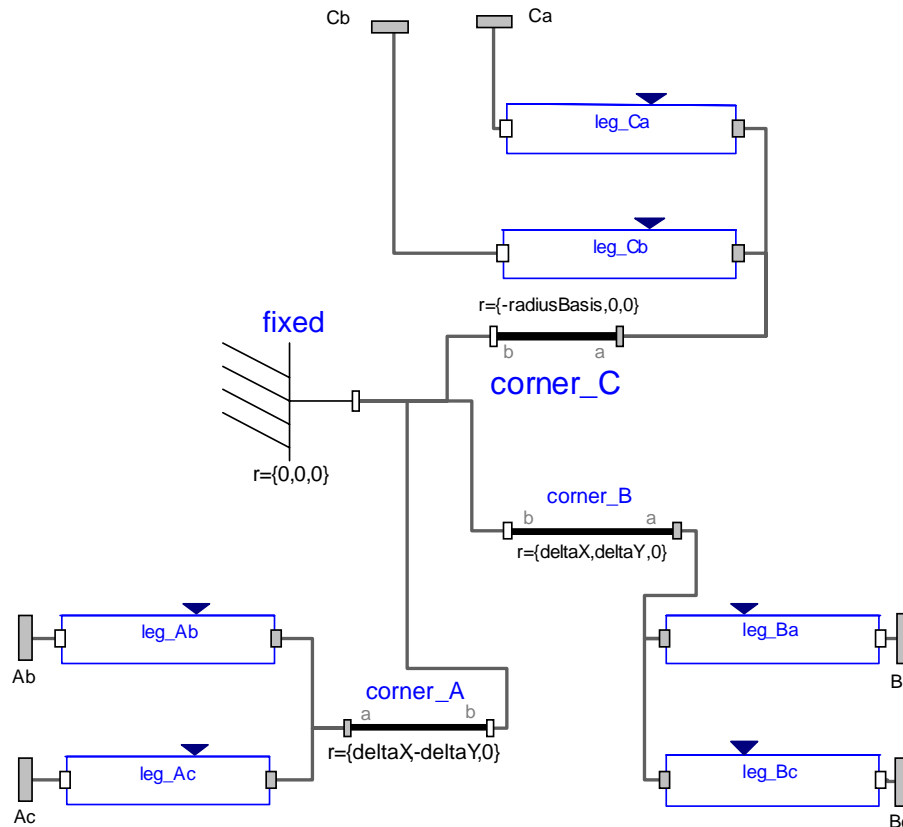 Cb
Ca
leg_Ca
leg_Cb
r={-radiusBasis,0,0}
b a
corner_C
fixed
r={0,0,0}
corner_B
b a
r={deltaX,deltaY,0}
leg_Ab
Ab
leg_Ba
corner_A
a b
r={deltaX,-deltaY,0}
leg_Ac
Ac
leg_Bc